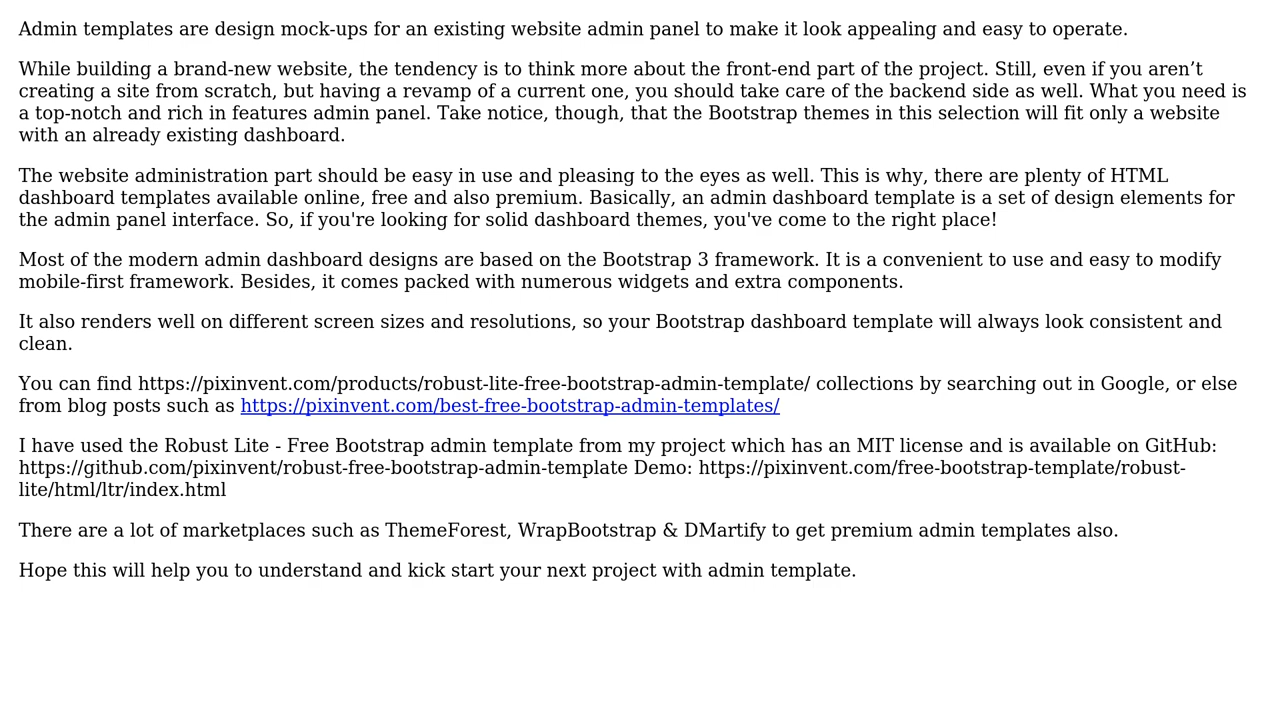 Admin templates are design mock-ups for an existing website admin panel to make it look appealing and easy to operate.
While building a brand-new website, the tendency is to think more about the front-end part of the project. Still, even if you aren’t
creating a site from scratch, but having a revamp of a current one, you should take care of the backend side as well. What you need is
a top-notch and rich in features admin panel. Take notice, though, that the Bootstrap themes in this selection will fit only a website
with an already existing dashboard.
The website administration part should be easy in use and pleasing to the eyes as well. This is why, there are plenty of HTML
dashboard templates available online, free and also premium. Basically, an admin dashboard template is a set of design elements for
the admin panel interface. So, if you're looking for solid dashboard themes, you've come to the right place!
Most of the modern admin dashboard designs are based on the Bootstrap 3 framework. It is a convenient to use and easy to modify
mobile-first framework. Besides, it comes packed with numerous widgets and extra components.
It also renders well on different screen sizes and resolutions, so your Bootstrap dashboard template will always look consistent and
clean.
You can find https://pixinvent.com/products/robust-lite-free-bootstrap-admin-template/ collections by searching out in Google, or else
from blog posts such as https://pixinvent.com/best-free-bootstrap-admin-templates/
I have used the Robust Lite - Free Bootstrap admin template from my project which has an MIT license and is available on GitHub:
https://github.com/pixinvent/robust-free-bootstrap-admin-template Demo: https://pixinvent.com/free-bootstrap-template/robust-
lite/html/ltr/index.html
There are a lot of marketplaces such as ThemeForest, WrapBootstrap & DMartify to get premium admin templates also.
Hope this will help you to understand and kick start your next project with admin template.